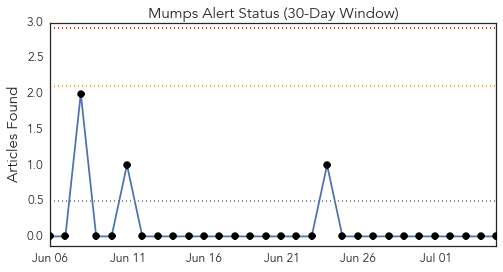 Mumps Alert Status (30-Day Window)
Articles Found
3.0
2.5
2.0
1.5
1.0
0.5
0.0
Jun 06 Jun 11 Jun 16 Jun 21 Jun 26 Jul 01